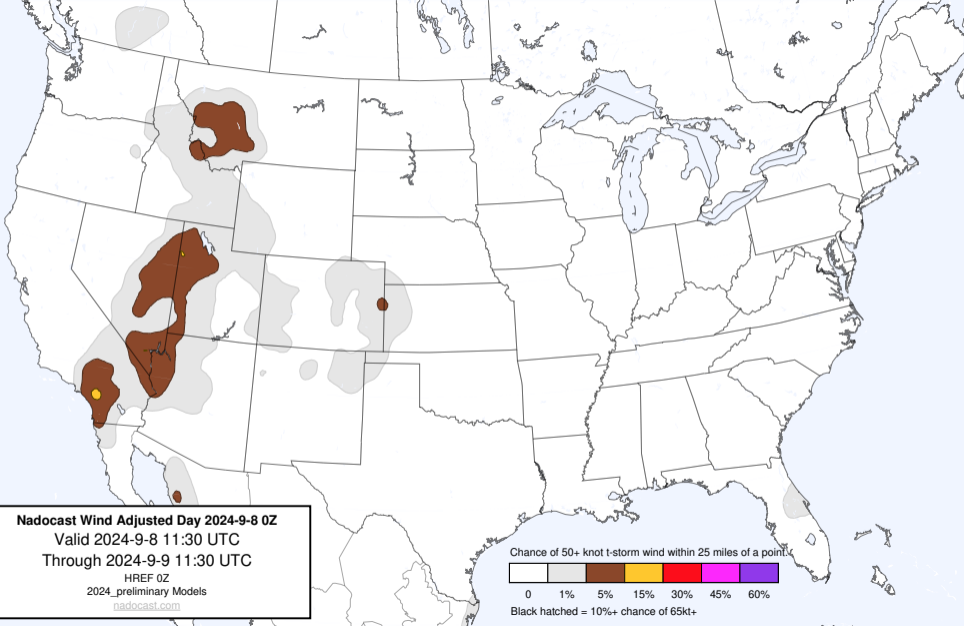 Nadocast Wind Adjusted Day 2024-9-8 0Z
Valid 2024-9-8 11:30 UTC
Through 2024-9-9 11:30 UTC
HREF 0Z
2024_preliminary Models
nadocast.com
Chance of 50+ knot t-storm wind within 25 miles of a point.
0 1% 5% 15% 30% 45% 60%
Black hatched = 10%+ chance of 65kt+